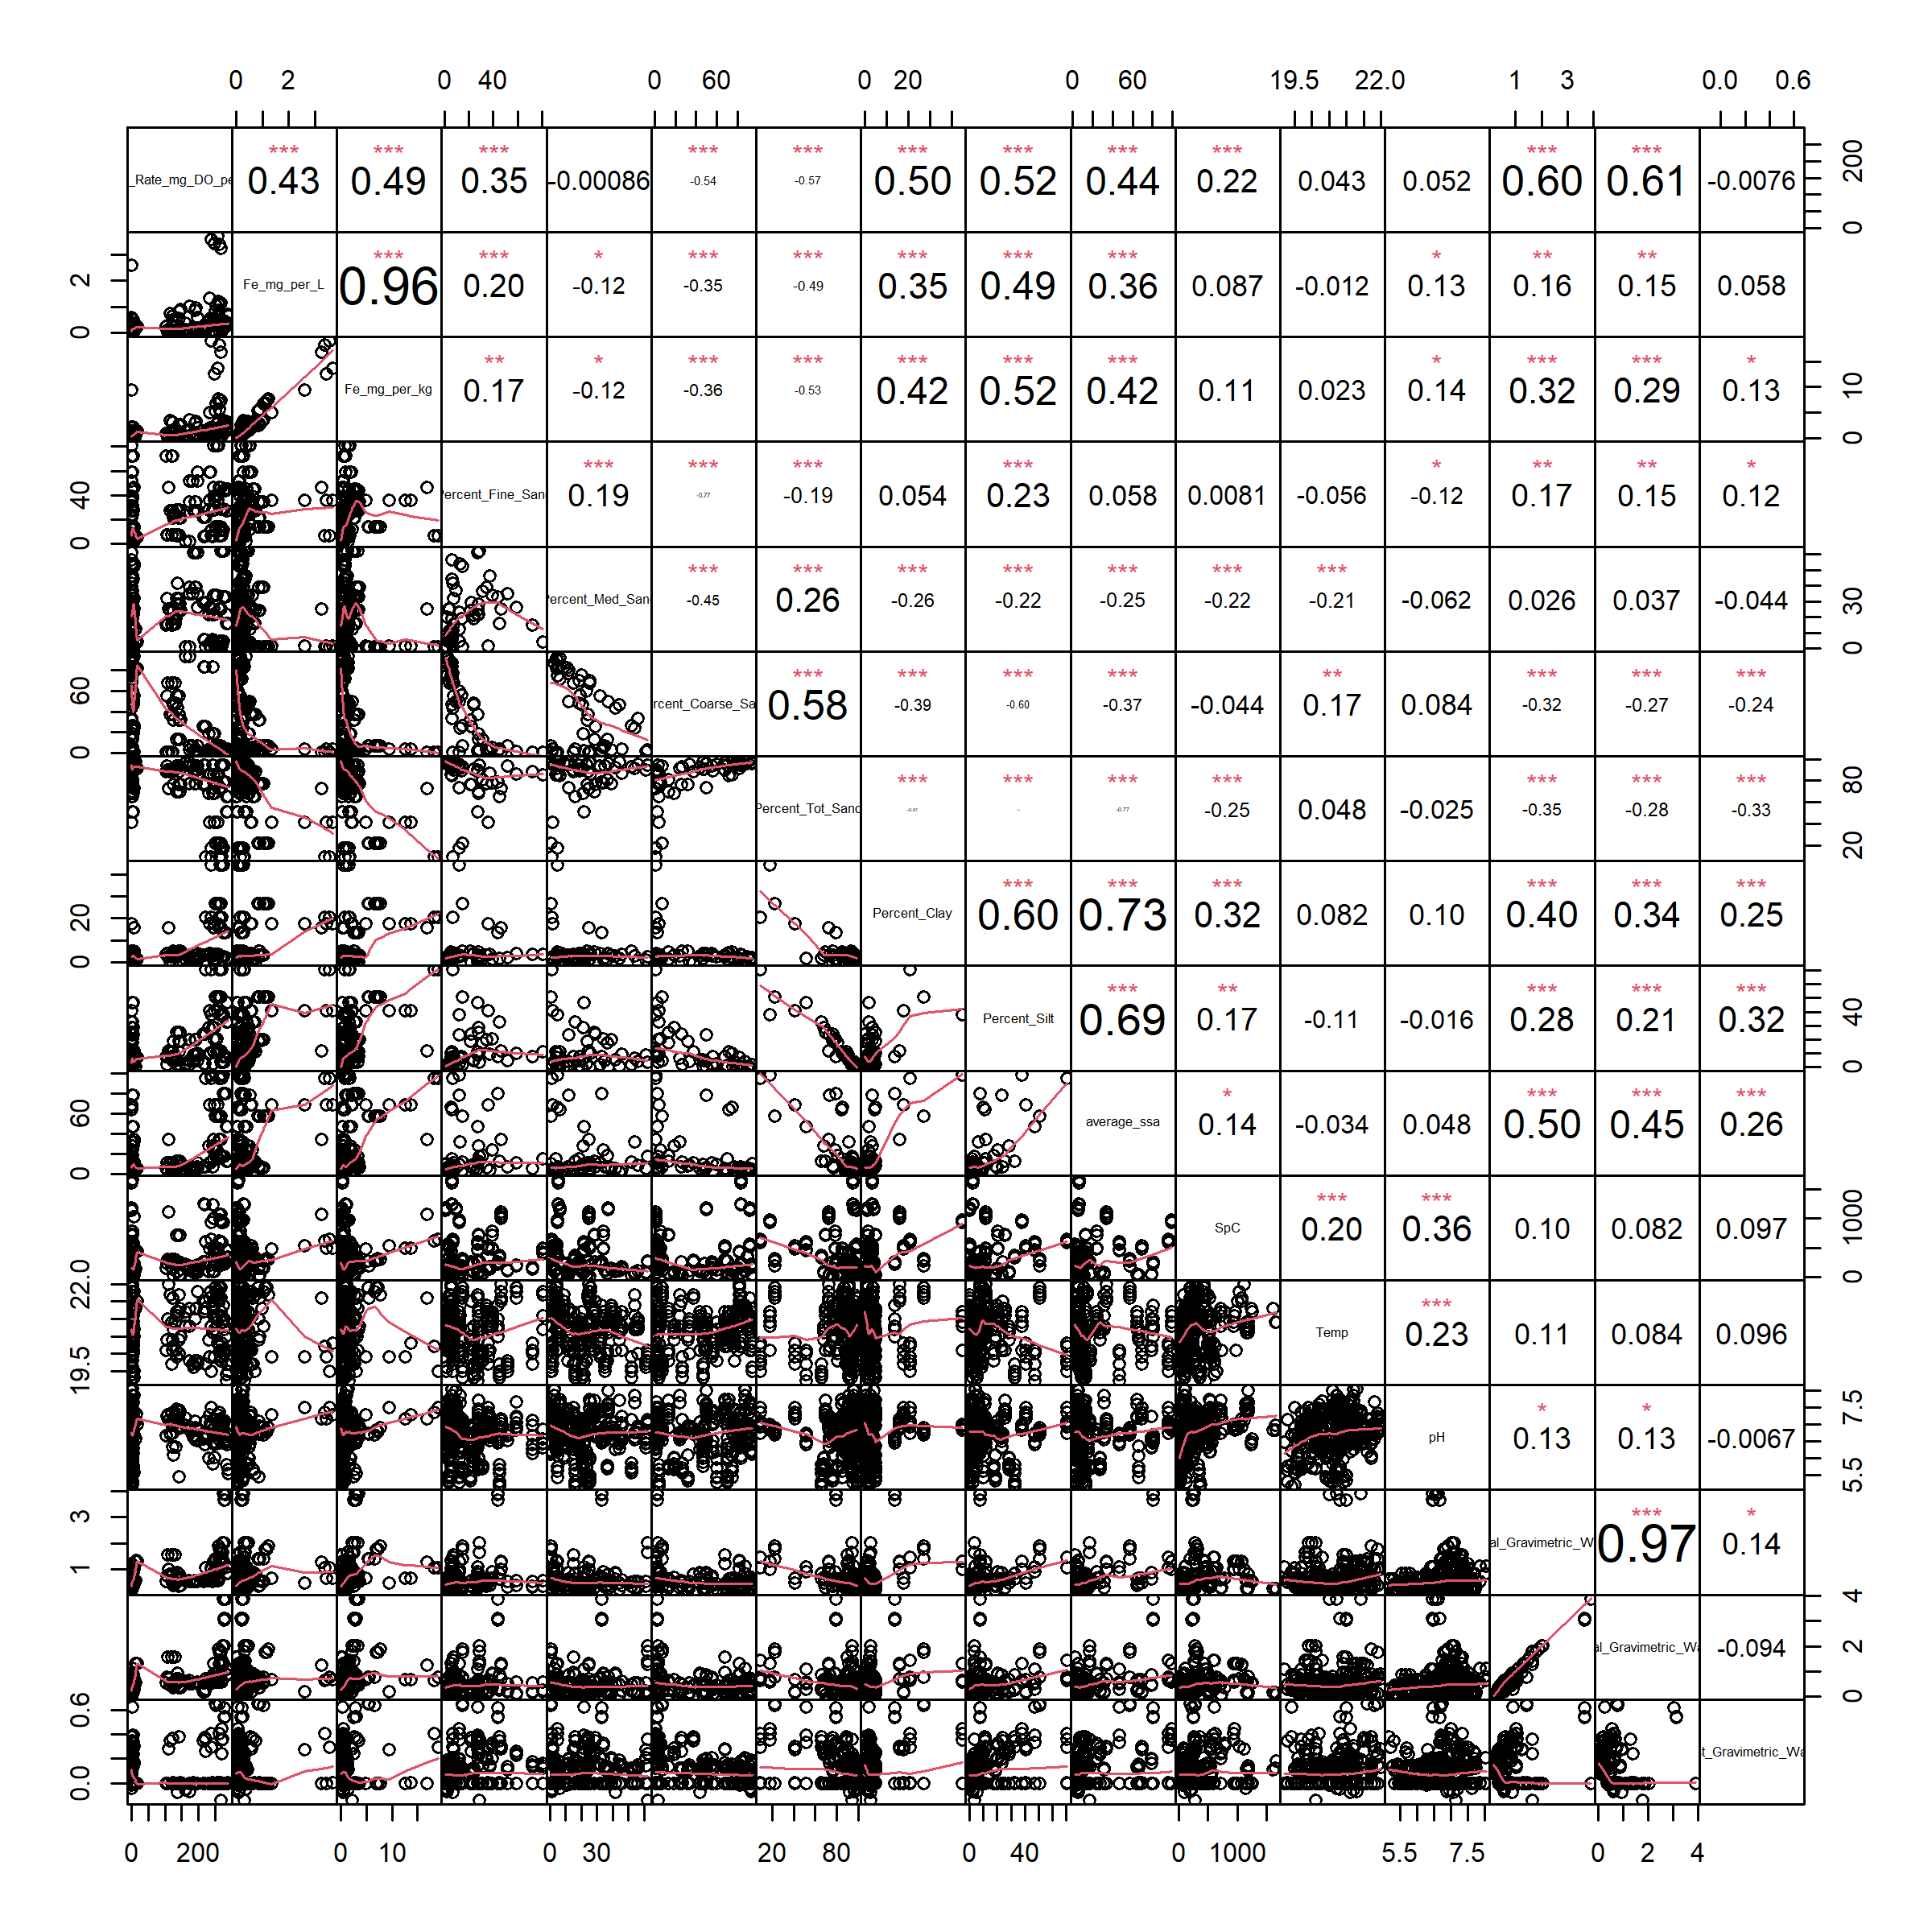 0 2 0 40 0 60 0 20 0 60 19.5 22.0 1 3 0.0 0.6
*** *** *** *** *** *** *** *** *** *** ***
_Rate_mg_DO_pe 0.43 0.49 0.35 -0.00086 -0.54 -0.57 0.50 0.52 0.44 0.22 0.043 0.052 0.60 0.61 -0.0076 0 200
*** *** * *** *** *** *** *** * ** **
0 2 Fe_mg_per_L 0.96 0.20 -0.12 -0.35 -0.49 0.35 0.49 0.36 0.087 -0.012 0.13 0.16 0.15 0.058
** * *** *** *** *** *** * *** *** *
Fe_mg_per_kg 0.17 -0.12 -0.36 -0.53 0.42 0.52 0.42 0.11 0.023 0.14 0.32 0.29 0.13 0 10
*** *** *** *** * ** ** *
0 40 Percent_Fine_San 0.19 -0.77 -0.19 0.054 0.23 0.058 0.0081 -0.056 -0.12 0.17 0.15 0.12
*** *** *** *** *** *** ***
ercent_Med_San -0.45 0.26 -0.26 -0.22 -0.25 -0.22 -0.21 -0.062 0.026 0.037 -0.044 0 30
*** *** *** *** ** *** *** ***
0 60 rcent_Coarse_Sa 0.58 -0.39 -0.60 -0.37 -0.044 0.17 0.084 -0.32 -0.27 -0.24
*** *** *** *** *** *** ***
Percent_Tot_Sand -0.81 -0.77 -0.25 0.048 -0.025 -0.35 -0.28 -0.33 20 80
*** *** *** *** *** ***
0 20 Percent_Clay 0.60 0.73 0.32 0.082 0.10 0.40 0.34 0.25
*** ** *** *** ***
Percent_Silt 0.69 0.17 -0.11 -0.016 0.28 0.21 0.32 0 40
* *** *** ***
0 60 average_ssa 0.14 -0.034 0.048 0.50 0.45 0.26
*** ***
SpC 0.20 0.36 0.10 0.082 0.097 0 1000
***
19.5 22.0 Temp 0.23 0.11 0.084 0.096
* *
pH 0.13 0.13 -0.0067 5.5 7.5
*** *
1 3 al_Gravimetric_W 0.97 0.14
al_Gravimetric_Wa -0.094 0 2 4
0.0 0.6 t_Gravimetric_Wa
0 200 0 10 0 30 20 80 0 40 0 1000 5.5 7.5 0 2 4